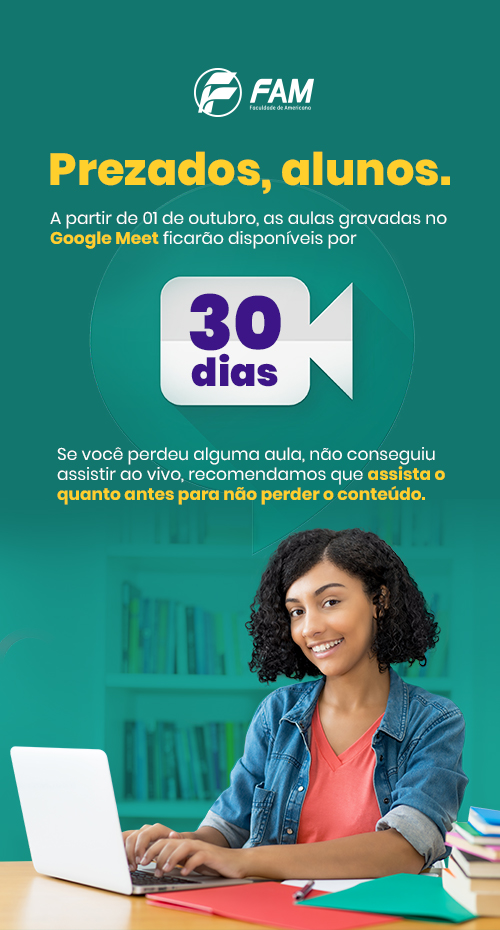 FAM
Faculdade de Americana
Prezados, alunos.
A partir de 01 de outubro, as aulas gravadas no
Google Meet ficarão disponíveis por
30
dias
Se você perdeu alguma aula, não conseguiu
assistir ao vivo, recomendamos que assista o
quanto antes para não perder o conteúdo.